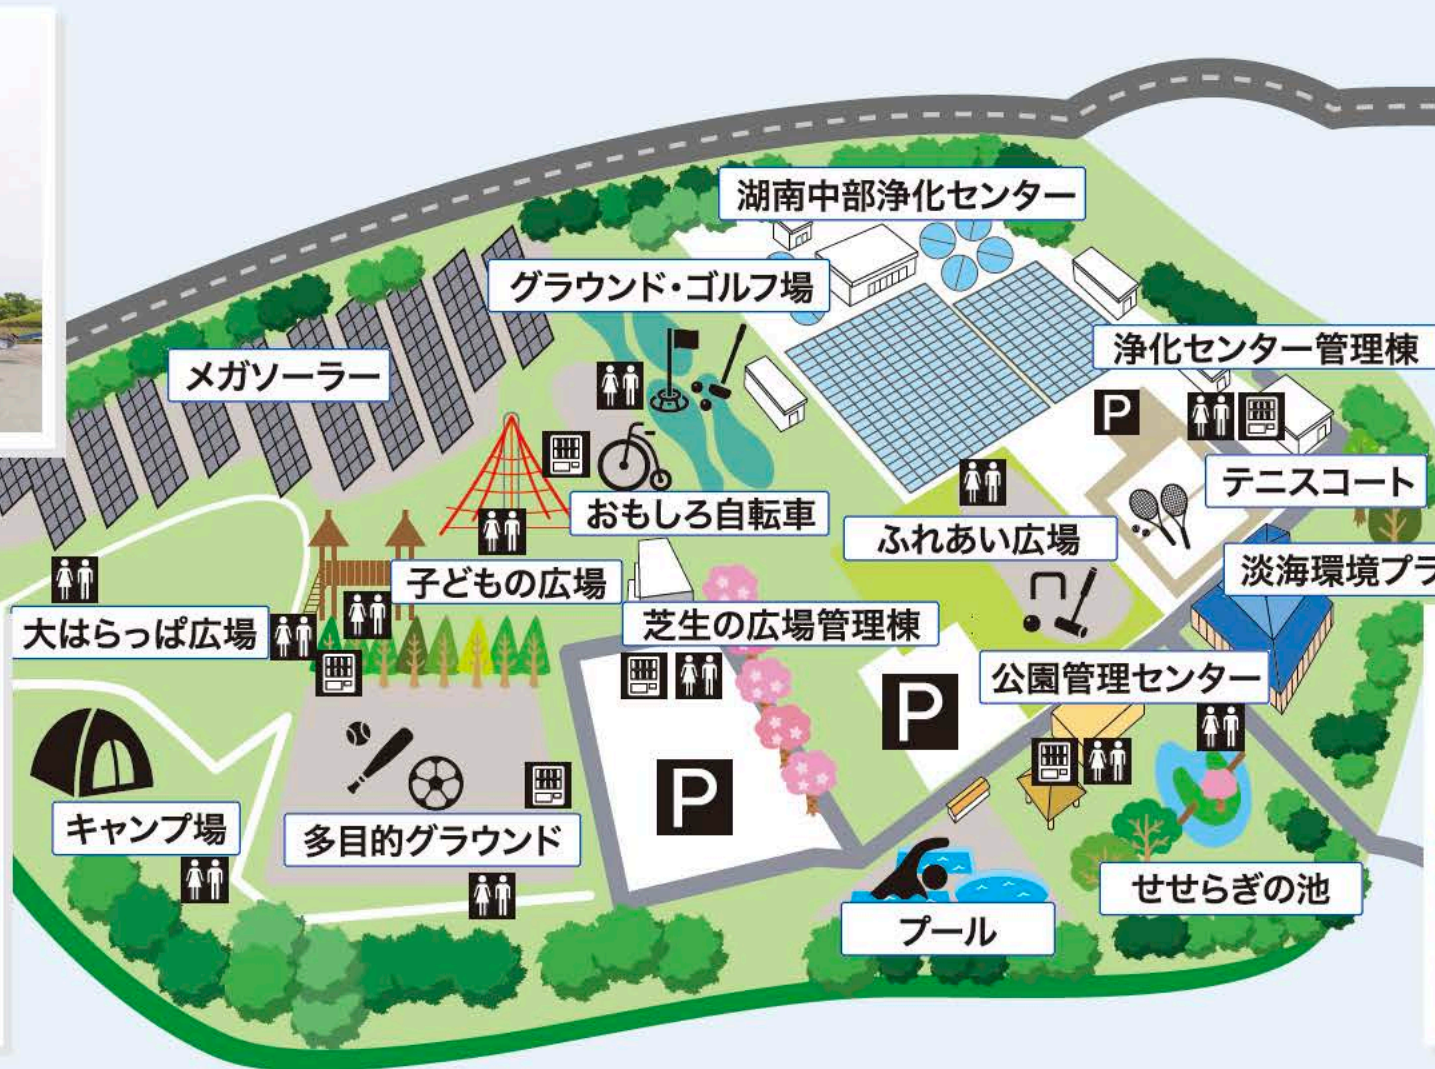 湖南中部浄化センター
グラウンド・ゴルフ場
浄化センター管理棟
メガソーラー
P
テニスコート
おもしろ自転車
ふれあい広場
子どもの広場
淡海環境プラ
大はらっぱ広場
芝生の広場管理棟
公園管理センター
P
P
キャンプ場
多目的グラウンド
せせらぎの池
プール